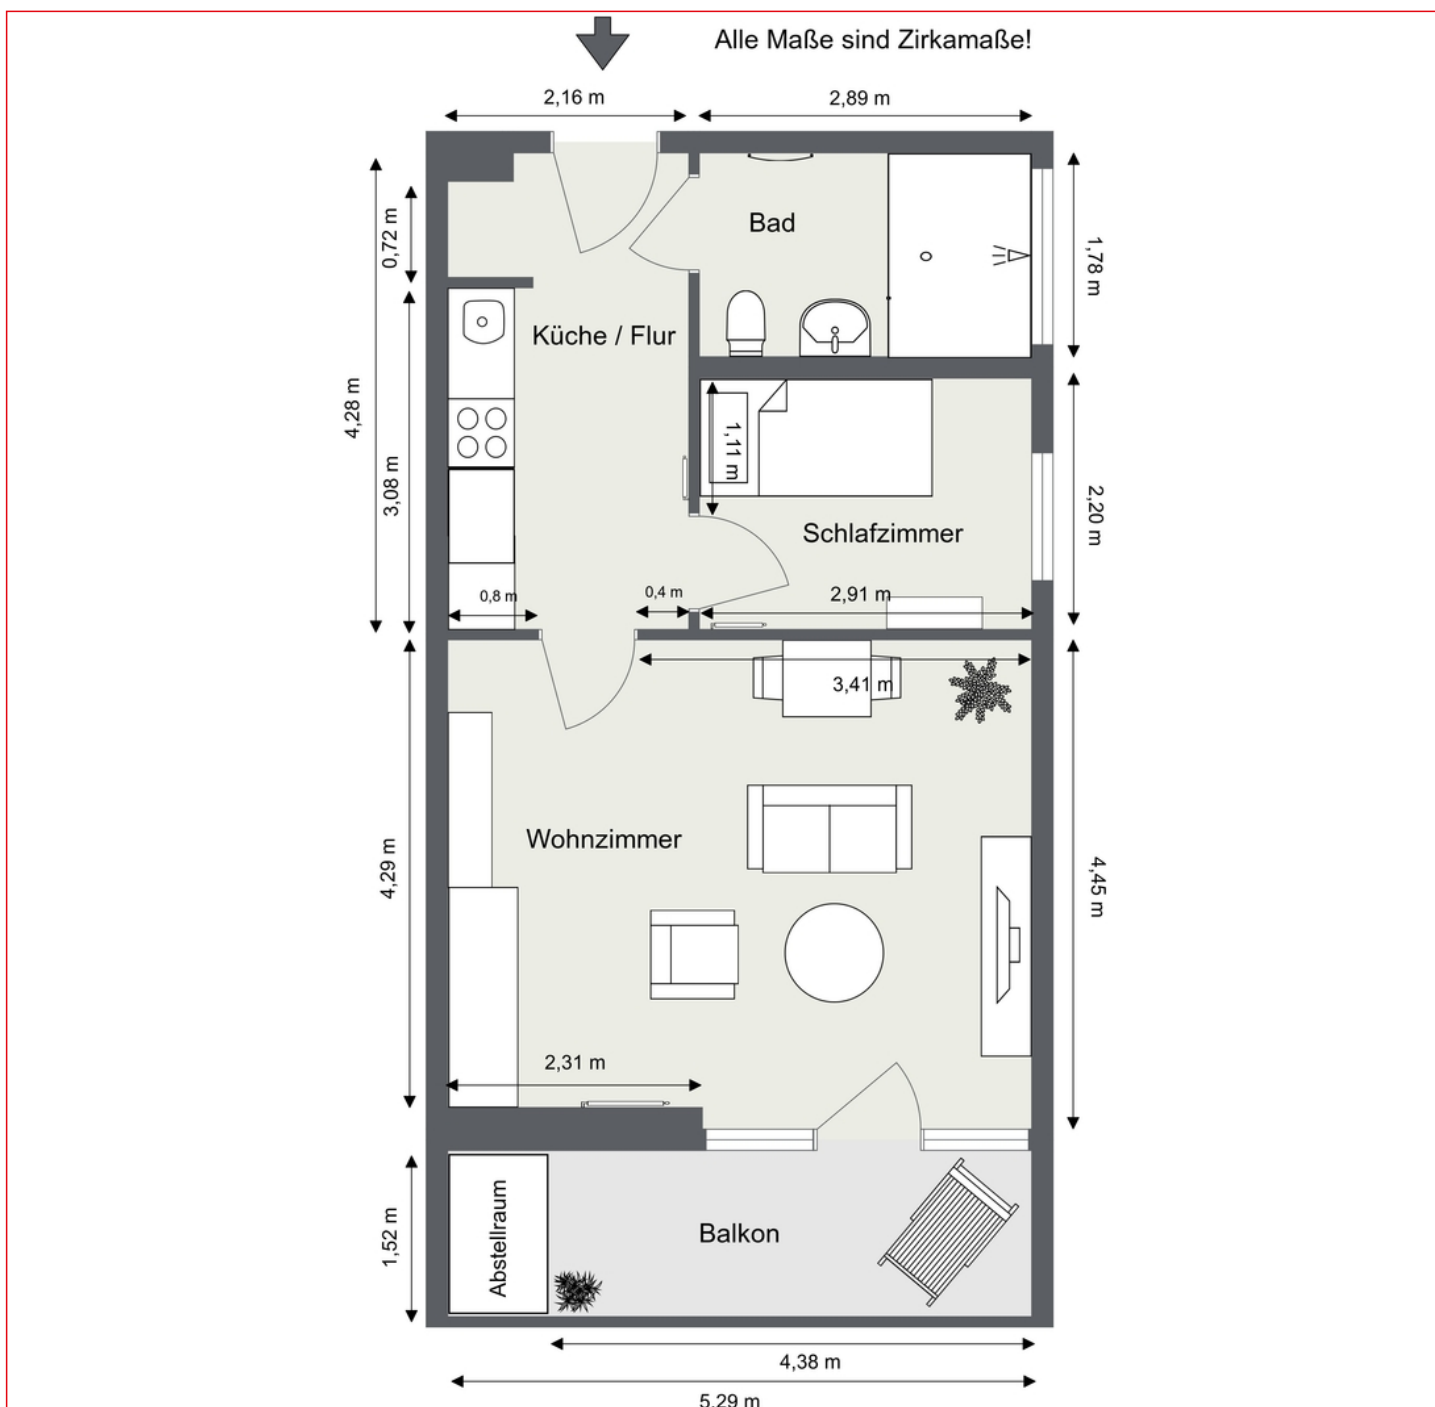 Alle Maße sind Zirkamaße!
2,16 m
2,89 m
0,72 m
Bad
1,78 m
Küche / Flur
4,28 m
3,08 m
1,11 m
2,20 m
Schlafzimmer
0,8 m
0,4 m
2,91 m
3,41 m
Wohnzimmer
4,29 m
4,45 m
2,31 m
1,52 m
Abstellraum
Balkon
4,38 m
5,29 m